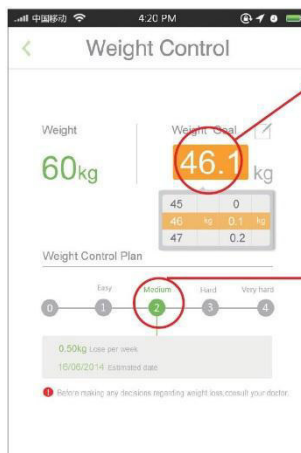 中国移动 4:20 PM
Weight Control
Weight
Weight Goal
60kg
46.1 kg
45 0
46 kg 0.1 kg
47 0.2
Weight Control Plan
Easy Medium Hard Very hard
0 1 2 3 4
0.50kg Lose per week
16/06/2014 Estimated date
Before making any decisions regarding weight loss,consult your doctor.